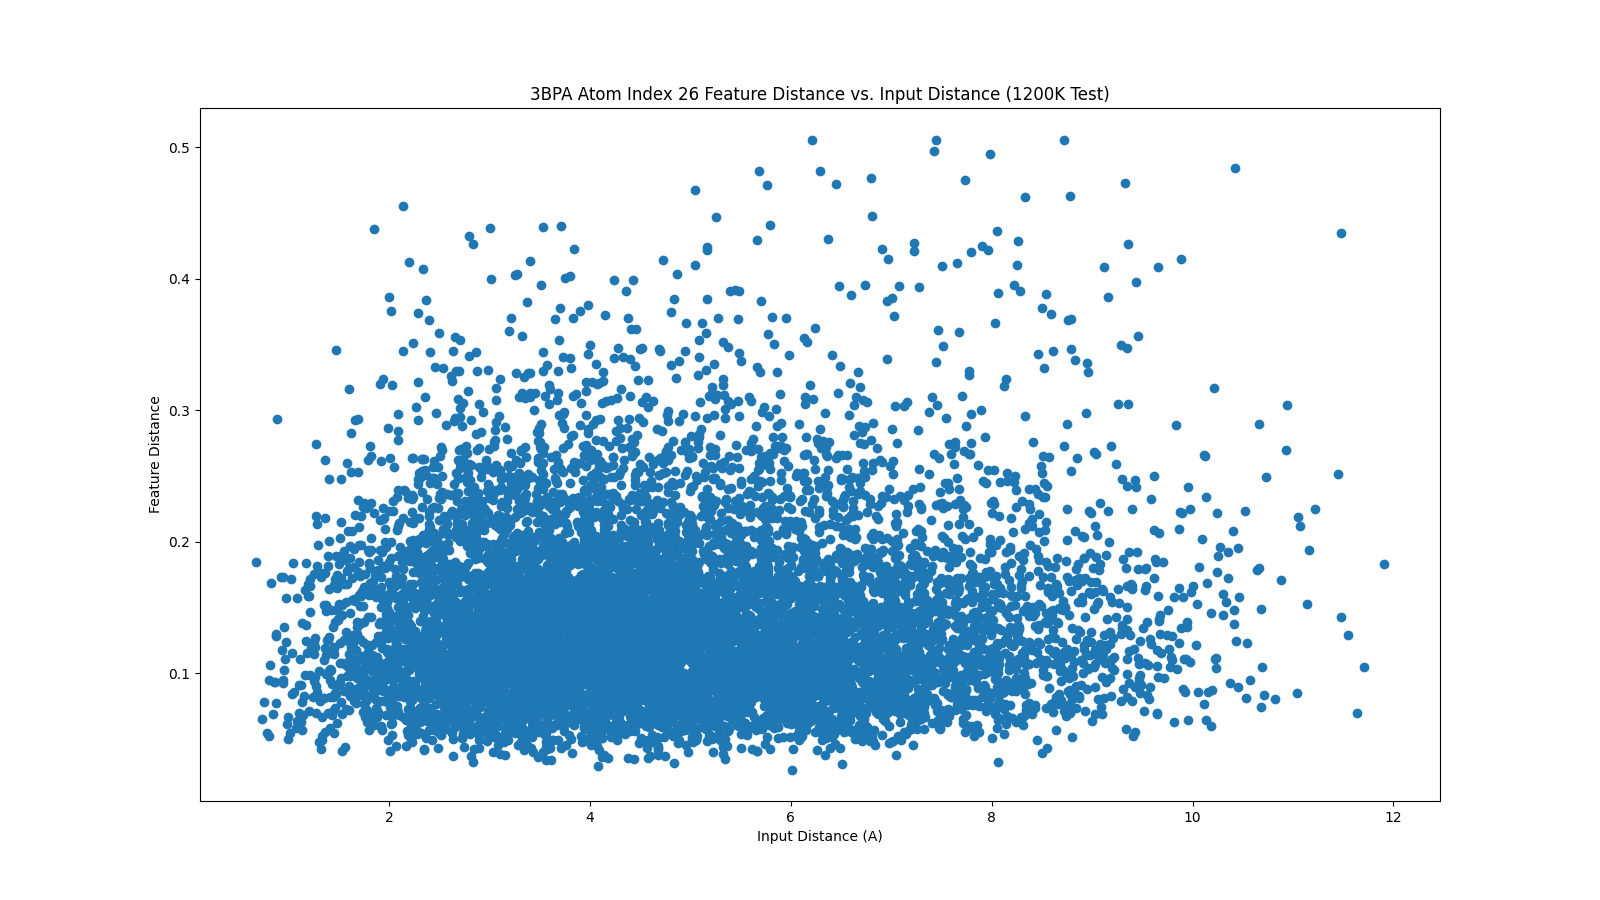 3BPA Atom Index 26 Feature Distance vs. Input Distance (1200K Test)
0.5
0.4
0.3
0.2
0.1
Feature Distance
2 4 6 8 10 12
Input Distance (A)